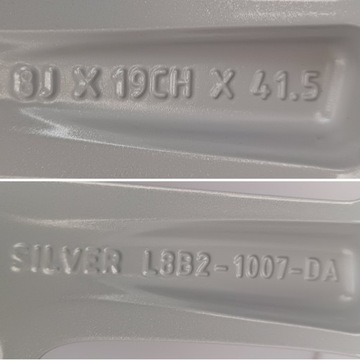 8J X 19CH X 41.5
SILVER L8B2-1007-DA